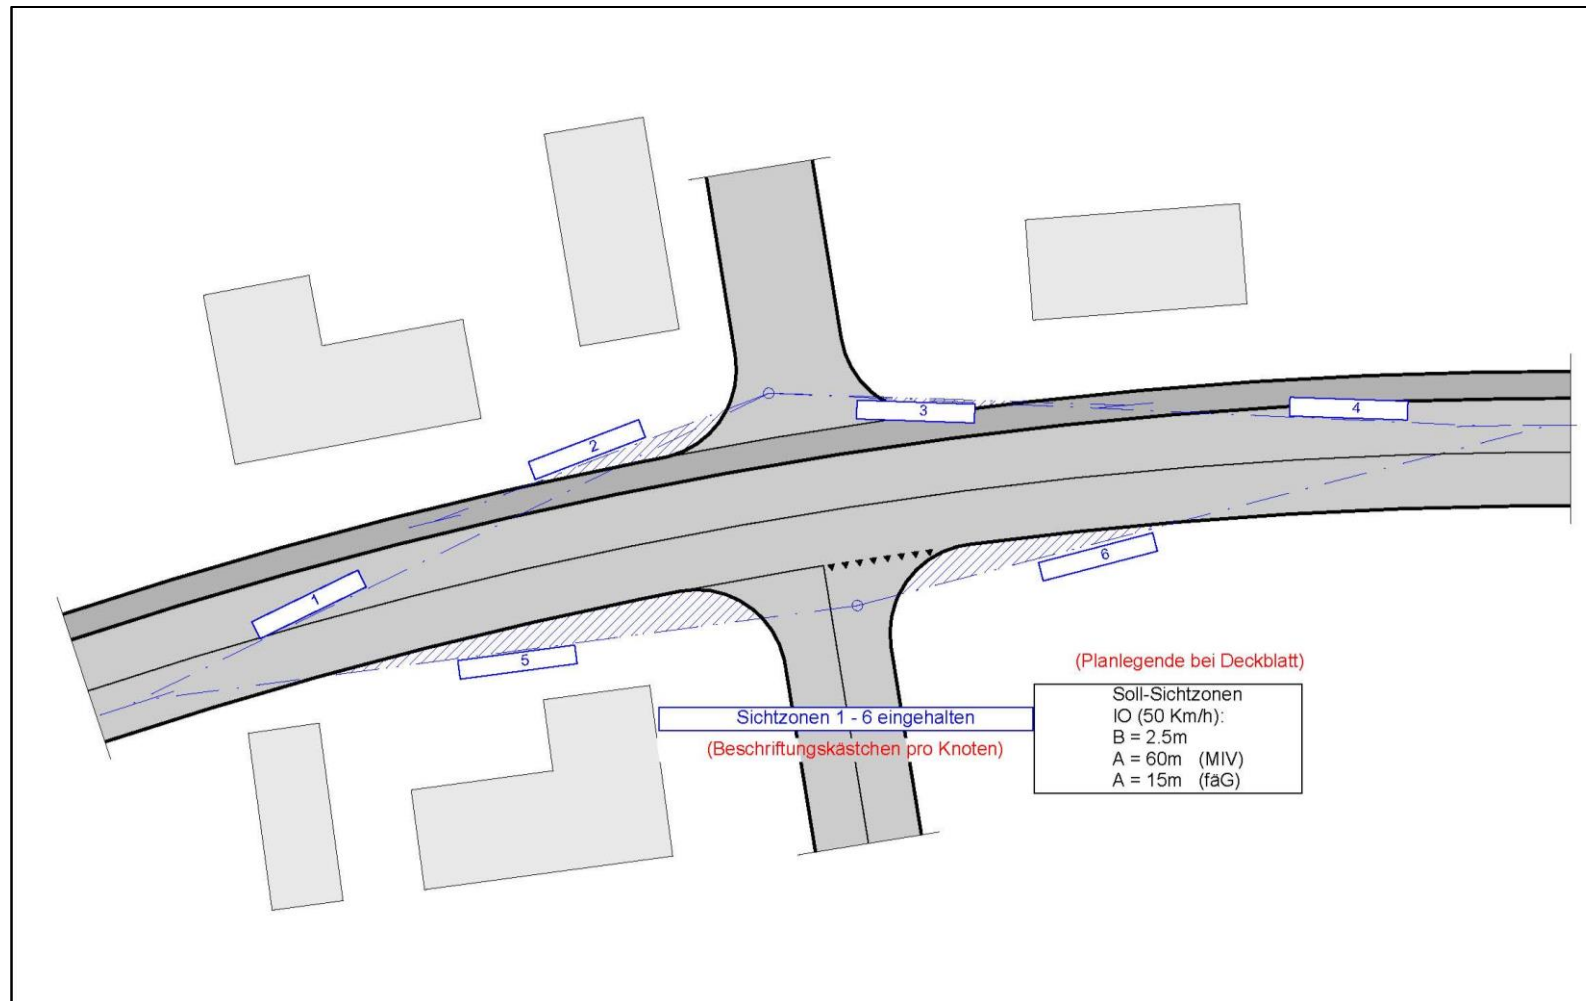 2
3
4
1
6
5
(Planlegende bei Deckblatt)
Sichtzonen 1 - 6 eingehalten
(Beschriftungskästchen pro Knoten)
Soll-Sichtzonen
IO (50 Km/h):
B = 2.5m
A = 60m (MIV)
A = 15m (fäG)